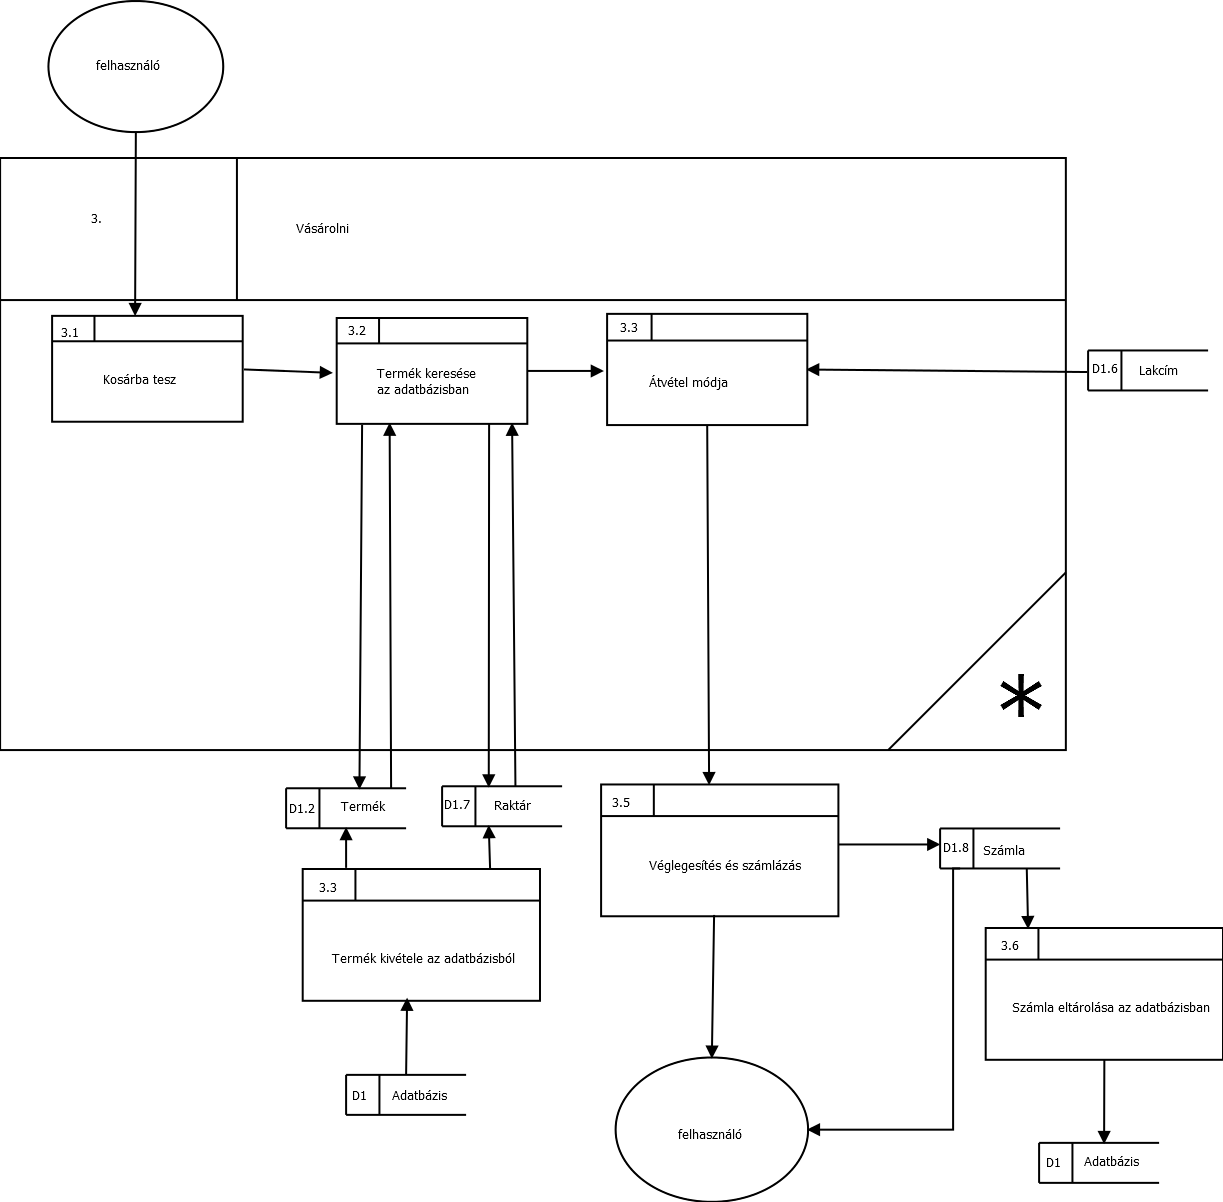 felhasználó
3.
Vásárolni
3.1
Kosárba tesz
3.2
Termék keresése
az adatbázisban
3.3
Átvétel módja
D1.6
Lakcím
D1.2
Termék
D1.7
Raktár
3.5
Véglegesítés és számlázás
D1.8
Számla
3.3
Termék kivétele az adatbázisból
3.6
Számla eltárolása az adatbázisban
D1
Adatbázis
felhasználó
D1
Adatbázis